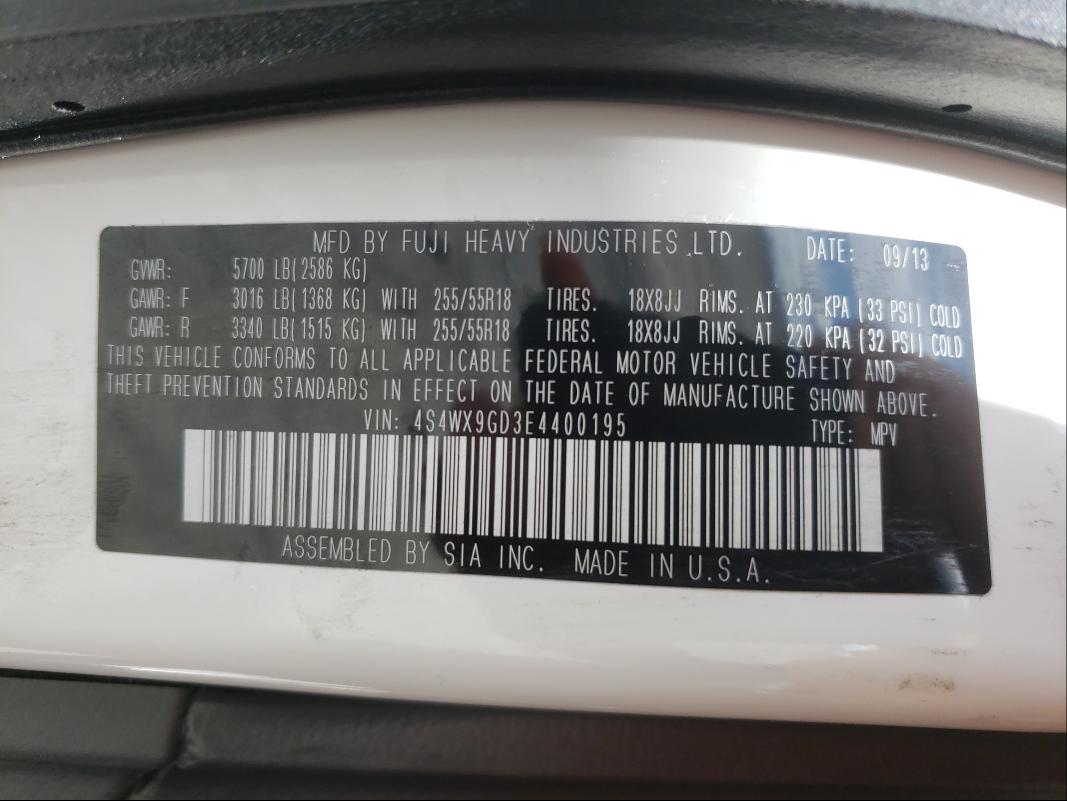 MFD BY FUJI HEAVY INDUSTRIES LTD. DATE: 09/13
GVWR: 5700 LB(2586 KG)
GAWR: F 3016 LB(1368 KG) WITH 255/55R18 TIRES. 18X8JJ RIMS. AT 230 KPA (33 PSI) COLD
GAWR: R 3340 LB(1515 KG) WITH 255/55R18 TIRES. 18X8JJ RIMS. AT 220 KPA (32 PSI) COLD
THIS VEHICLE CONFORMS TO ALL APPLICABLE FEDERAL MOTOR VEHICLE SAFETY AND
THEFT PREVENTION STANDARDS IN EFFECT ON THE DATE OF MANUFACTURE SHOWN ABOVE.
VIN: 4S4WX9GD3E4400195 TYPE: MPV
ASSEMBLED BY SIA INC. MADE IN U.S.A.